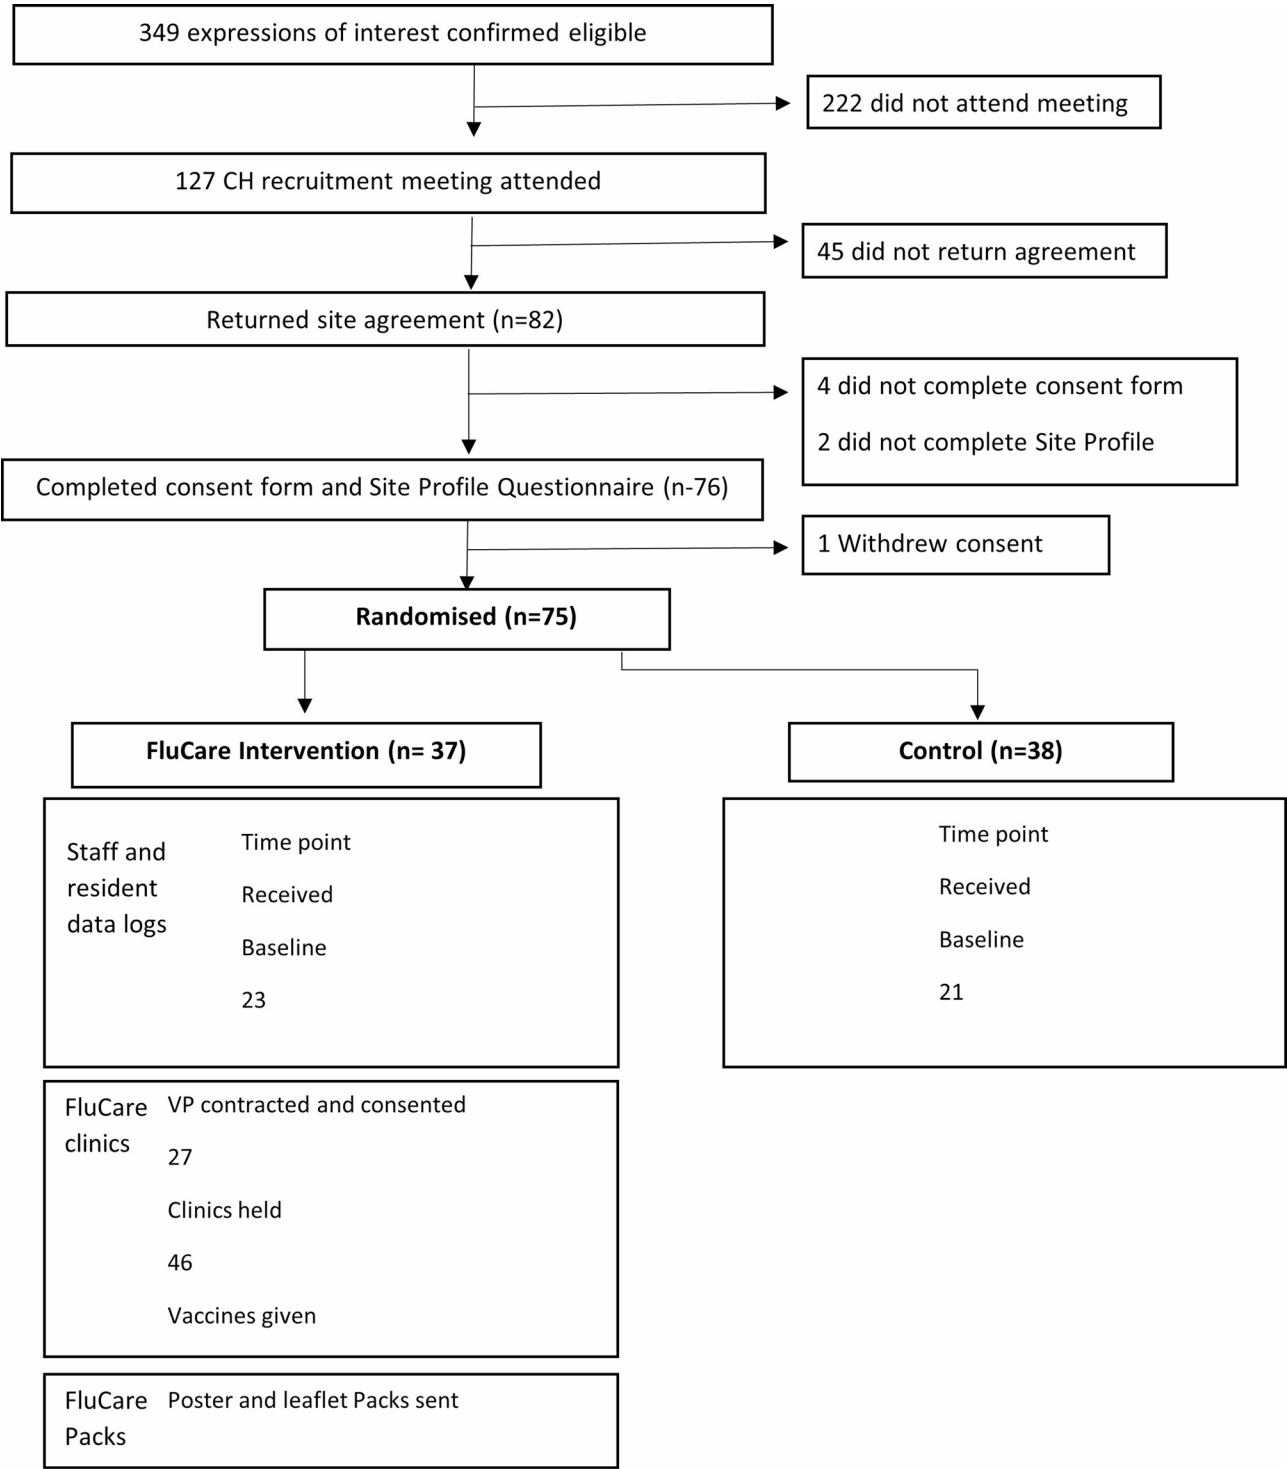 349 expressions of interest confirmed eligible
222 did not attend meeting
127 CH recruitment meeting attended
45 did not return agreement
Returned site agreement (n=82)
4 did not complete consent form
2 did not complete Site Profile
Completed consent form and Site Profile Questionnaire (n-76)
1 Withdrew consent
Randomised (n=75)
FluCare Intervention (n= 37)
Control (n=38)
Staff and
resident
data logs
Time point
Received
Baseline
23
Time point
Received
Baseline
21
FluCare
clinics
VP contracted and consented
27
Clinics held
46
Vaccines given
FluCare
Packs
Poster and leaflet Packs sent